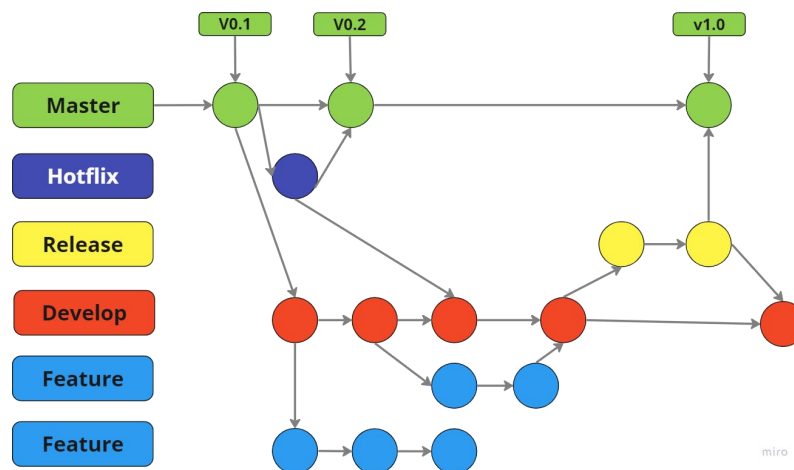 V0.1
V0.2
v1.0
Master
Hotflix
Release
Develop
Feature
Feature
miro